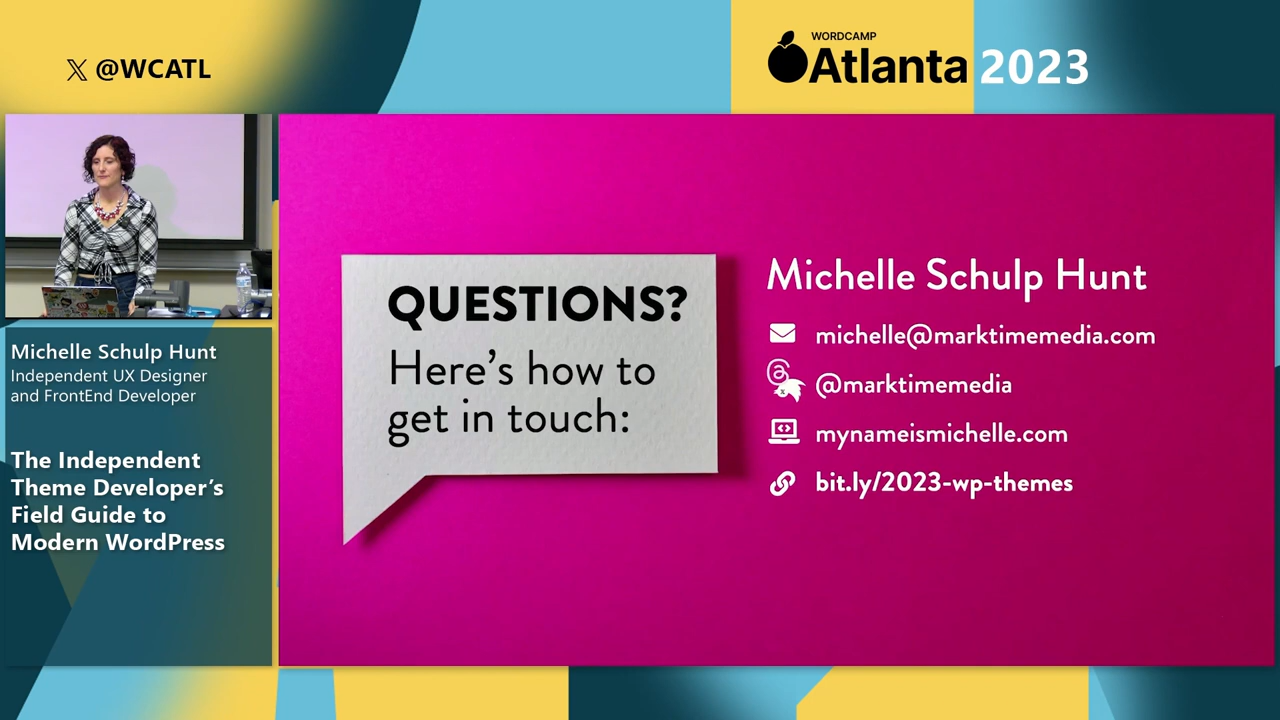 𝕏 @WCATL
WORDCAMP
Atlanta 2023
Michelle Schulp Hunt
Independent UX Designer
and FrontEnd Developer
The Independent
Theme Developer’s
Field Guide to
Modern WordPress
QUESTIONS?
Here’s how to
get in touch:
Michelle Schulp Hunt
michelle@marktimemedia.com
@marktimemedia
mynameismichelle.com
bit.ly/2023-wp-themes